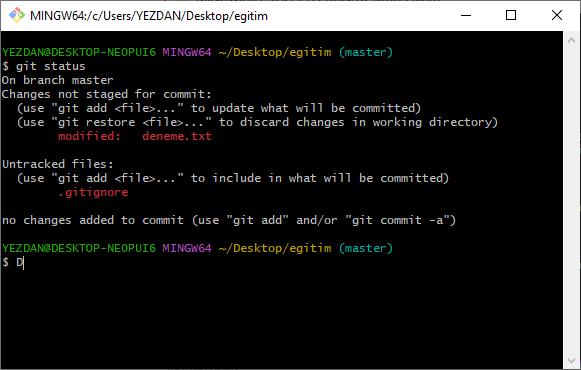 MINGW64:/c/Users/YEZDAN/Desktop/egitim
YEZDAN@DESKTOP-NEOPUI6 MINGW64 ~/Desktop/egitim (master)
$ git status
On branch master
Changes not staged for commit:
  (use "git add <file>..." to update what will be committed)
  (use "git restore <file>..." to discard changes in working directory)
        modified:   deneme.txt

Untracked files:
  (use "git add <file>..." to include in what will be committed)
        .gitignore

no changes added to commit (use "git add" and/or "git commit -a")

YEZDAN@DESKTOP-NEOPUI6 MINGW64 ~/Desktop/egitim (master)
$ D